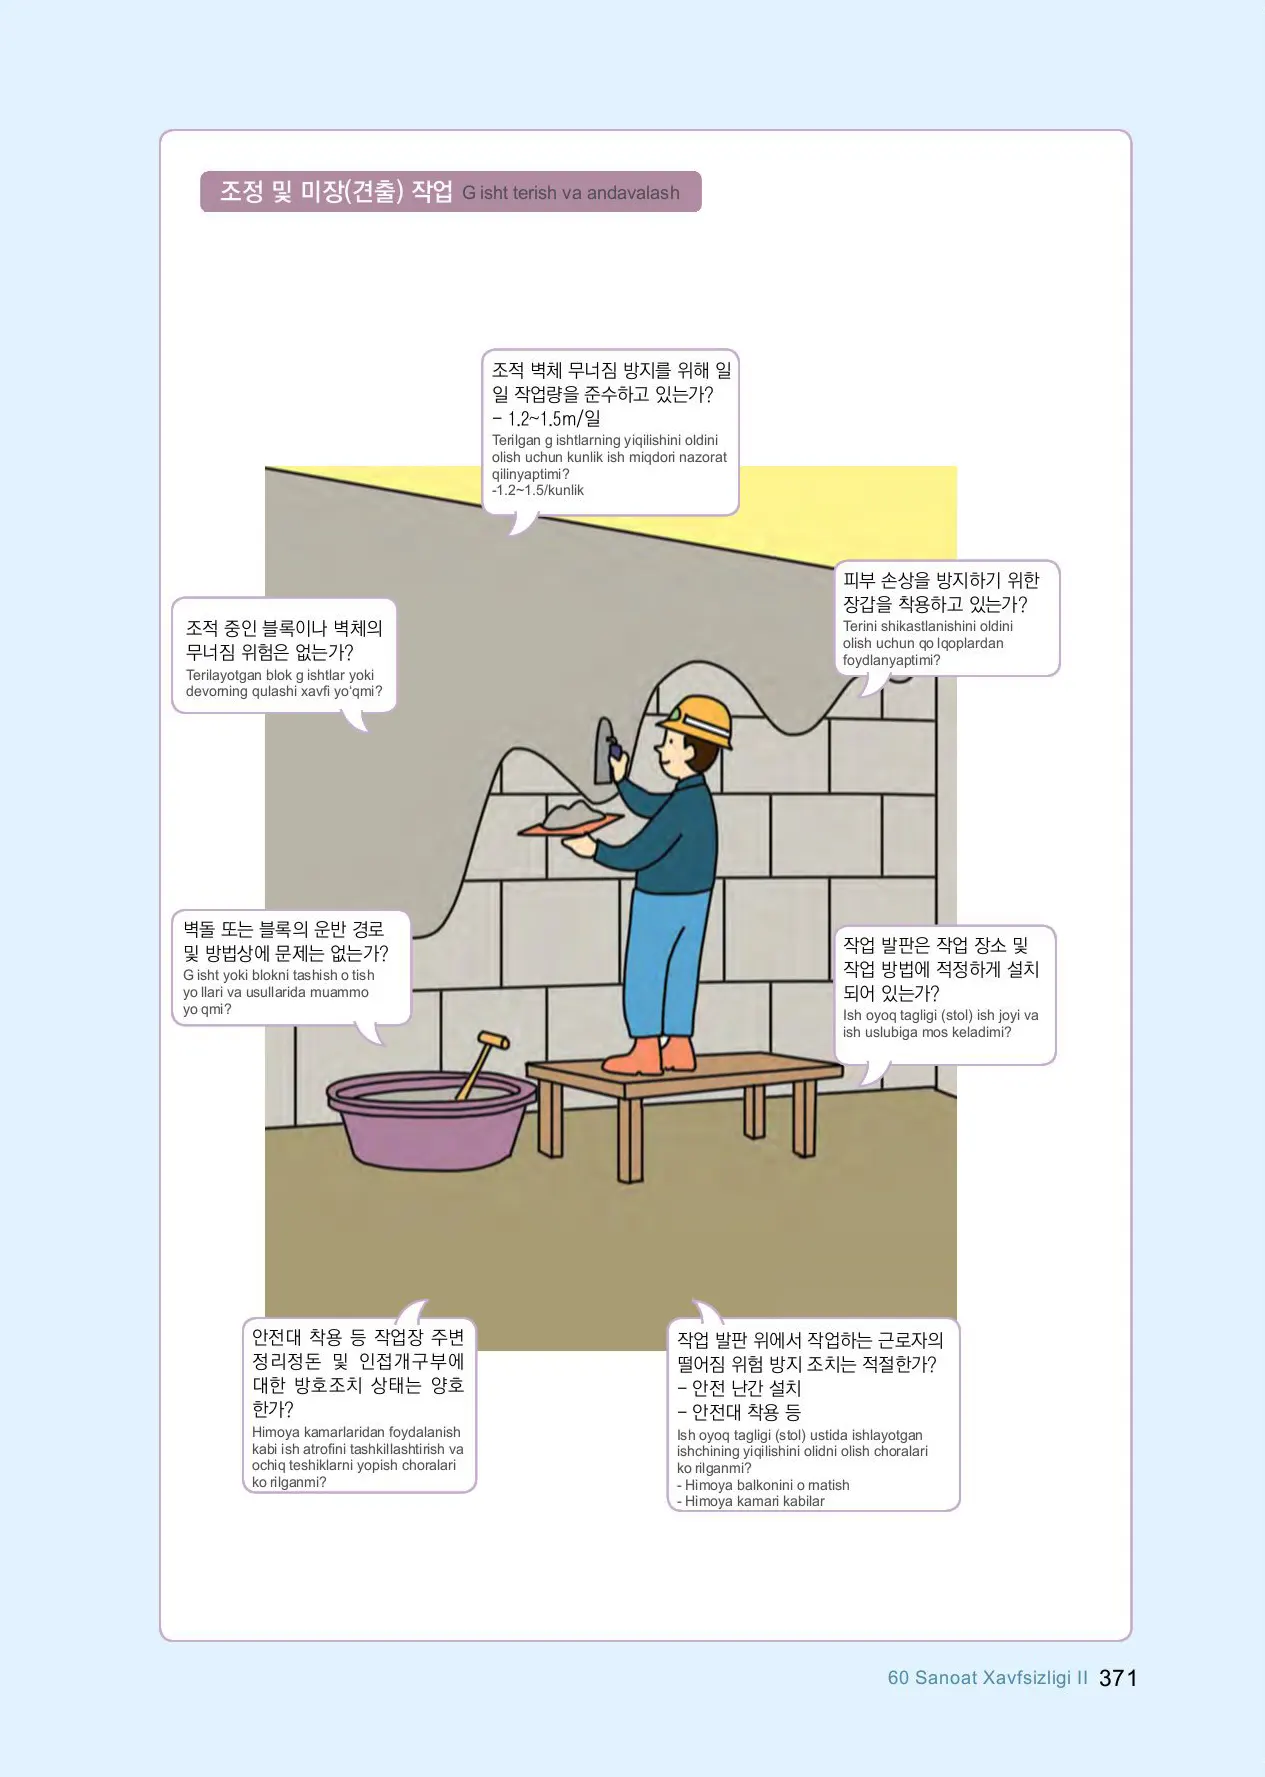 조정 및 미장(견출) 작업 G isht terish va andavalash
조적 벽체 무너짐 방지를 위해 일
일 작업량을 준수하고 있는가?
- 1.2~1.5m/일
Terilgan g ishtlarning yiqilishini oldini
olish uchun kunlik ish miqdori nazorat
qilinyaptimi?
-1.2~1.5/kunlik
피부 손상을 방지하기 위한
장갑을 착용하고 있는가?
Terini shikastlanishini oldini
olish uchun qo lqoplardan
foydlanyaptimi?
조적 중인 블록이나 벽체의
무너짐 위험은 없는가?
Terilayotgan blok g ishtlar yoki
devorning qulashi xavfi yo'qmi?
벽돌 또는 블록의 운반 경로
및 방법상에 문제는 없는가?
G isht yoki blokni tashish o tish
yo llari va usullarida muammo
yo qmi?
작업 발판은 작업 장소 및
작업 방법에 적정하게 설치
되어 있는가?
Ish oyoq tagligi (stol) ish joyi va
ish uslubiga mos keladimi?
안전대 착용 등 작업장 주변
정리정돈 및 인접개구부에
대한 방호조치 상태는 양호
한가?
Himoya kamarlaridan foydalanish
kabi ish atrofini tashkillashtirish va
ochiq teshiklarni yopish choralari
ko rilganmi?
작업 발판 위에서 작업하는 근로자의
떨어짐 위험 방지 조치는 적절한가?
- 안전 난간 설치
- 안전대 착용 등
Ish oyoq tagligi (stol) ustida ishlayotgan
ishchining yiqilishini olidni olish choralari
ko rilganmi?
- Himoya balkonini o rnatish
- Himoya kamari kabilar
60 Sanoat Xavfsizligi II 371